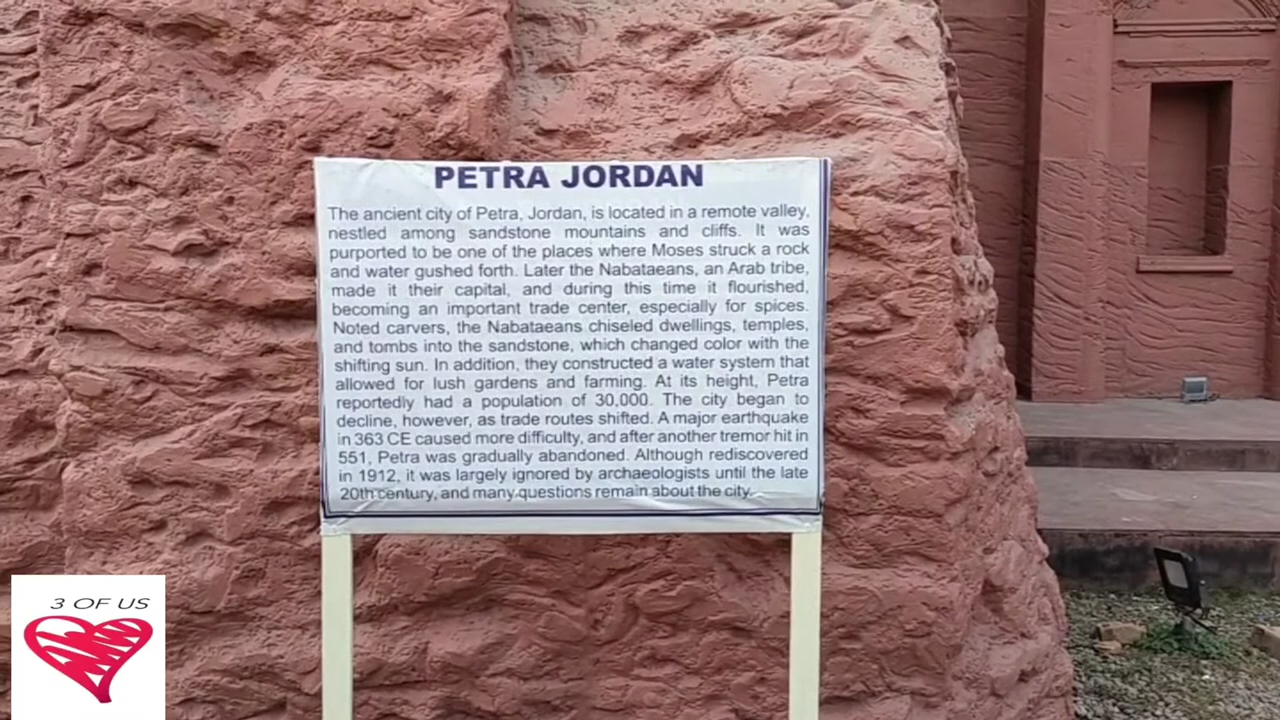 PETRA JORDAN
The ancient city of Petra, Jordan, is located in a remote valley,
nestled among sandstone mountains and cliffs. It was
purported to be one of the places where Moses struck a rock
and water gushed forth. Later the Nabataeans, an Arab tribe,
made it their capital, and during this time it flourished,
becoming an important trade center, especially for spices.
Noted carvers, the Nabataeans chiseled dwellings, temples,
and tombs into the sandstone, which changed color with the
shifting sun. In addition, they constructed a water system that
allowed for lush gardens and farming. At its height, Petra
reportedly had a population of 30,000. The city began to
decline, however, as trade routes shifted. A major earthquake
in 363 CE caused more difficulty, and after another tremor hit in
551, Petra was gradually abandoned. Although rediscovered
in 1912, it was largely ignored by archaeologists until the late
20th century, and many questions remain about the city.
3 OF US